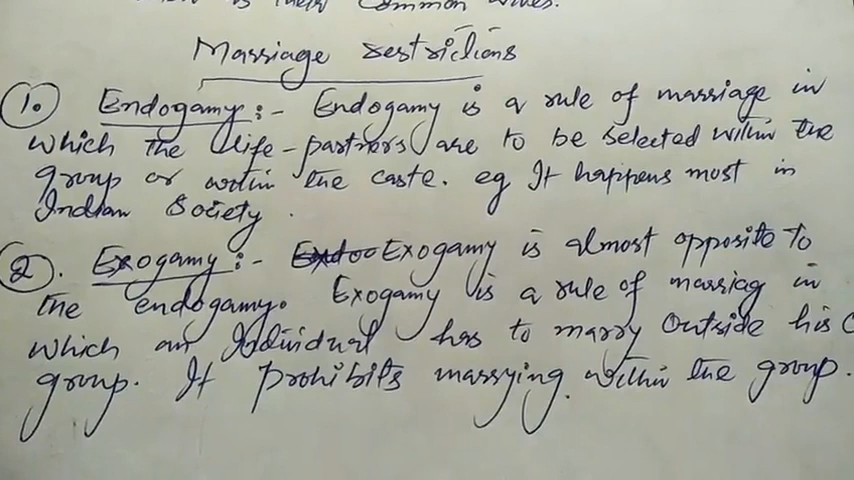 Common wives.
Marriage restrictions
1. Endogamy :- Endogamy is a rule of marriage in
which the life-partners are to be selected within the
group or within the caste. eg It happens most in
Indian Society.
2. Exogamy :- Exogamy is almost opposite to
the endogamy. Exogamy is a rule of marriag in
which an Individual has to marry outside his
group. It prohibits marrying within the group.